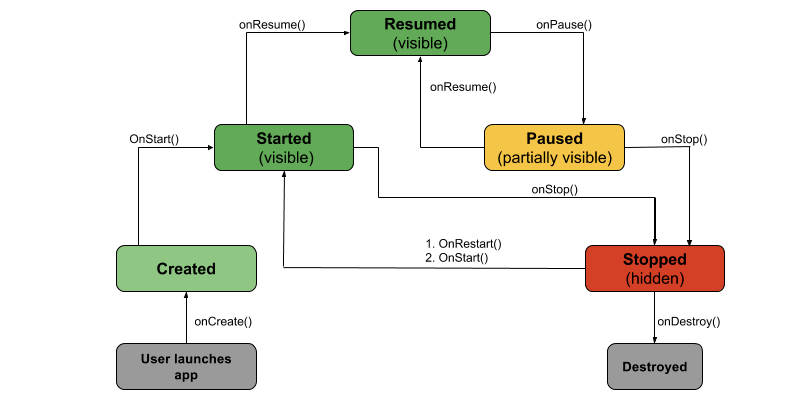 Resumed
(visible)
onResume()
onPause()
onResume()
Started
(visible)
Paused
(partially visible)
OnStart()
onStop()
onStop()
1. OnRestart()
2. OnStart()
Created
Stopped
(hidden)
onCreate()
onDestroy()
User launches
app
Destroyed